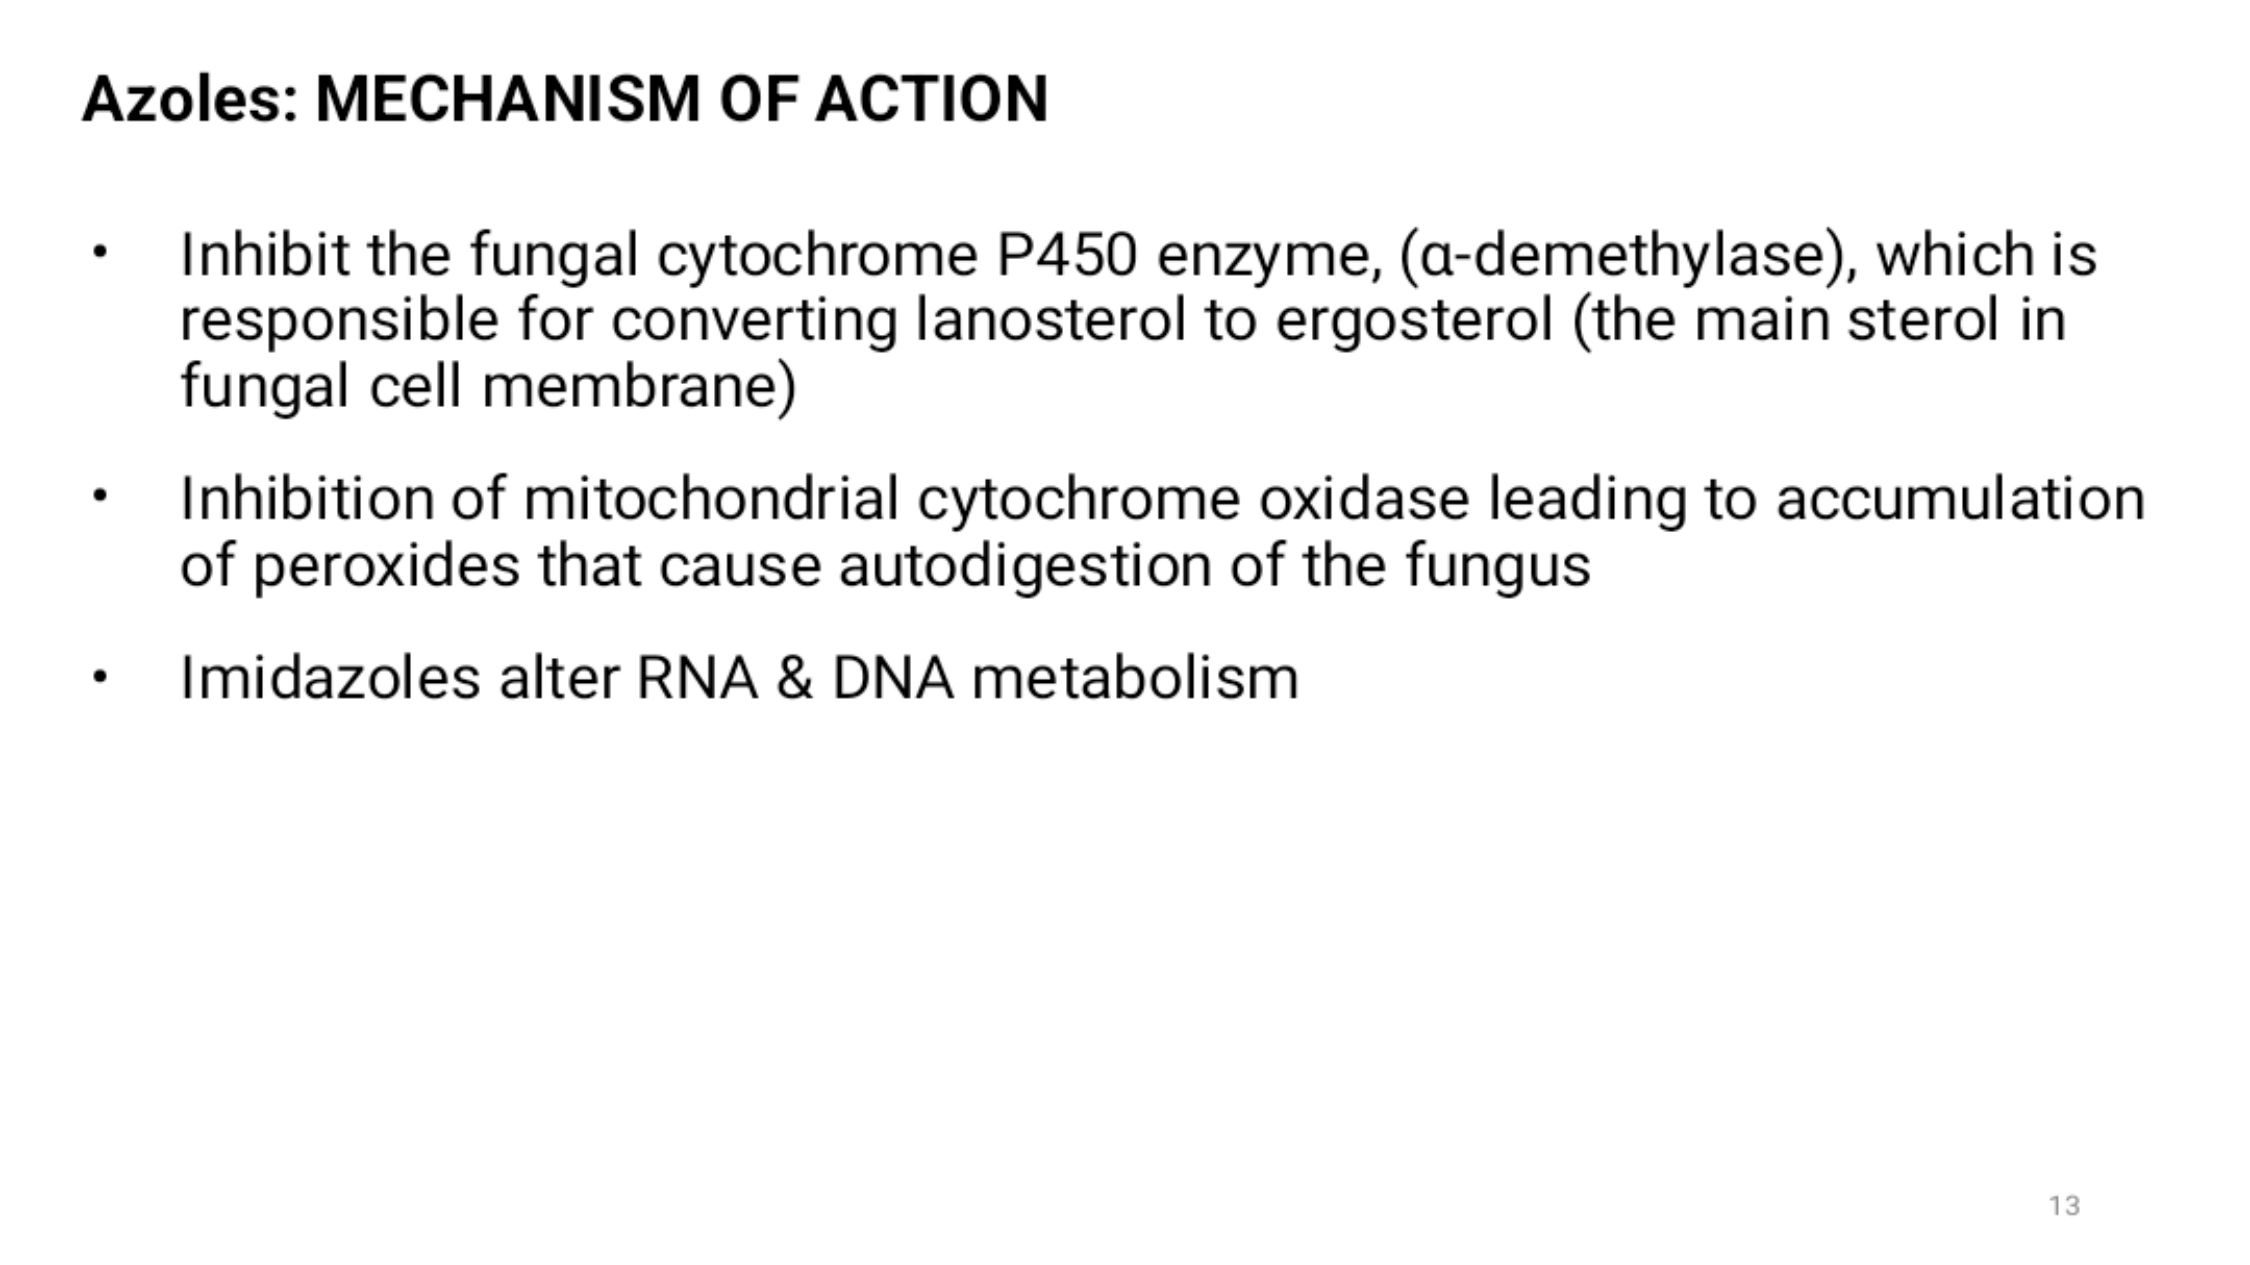 Azoles: MECHANISM OF ACTION
• Inhibit the fungal cytochrome P450 enzyme, (α-demethylase), which is
responsible for converting lanosterol to ergosterol (the main sterol in
fungal cell membrane)
• Inhibition of mitochondrial cytochrome oxidase leading to accumulation
of peroxides that cause autodigestion of the fungus
• Imidazoles alter RNA & DNA metabolism
13